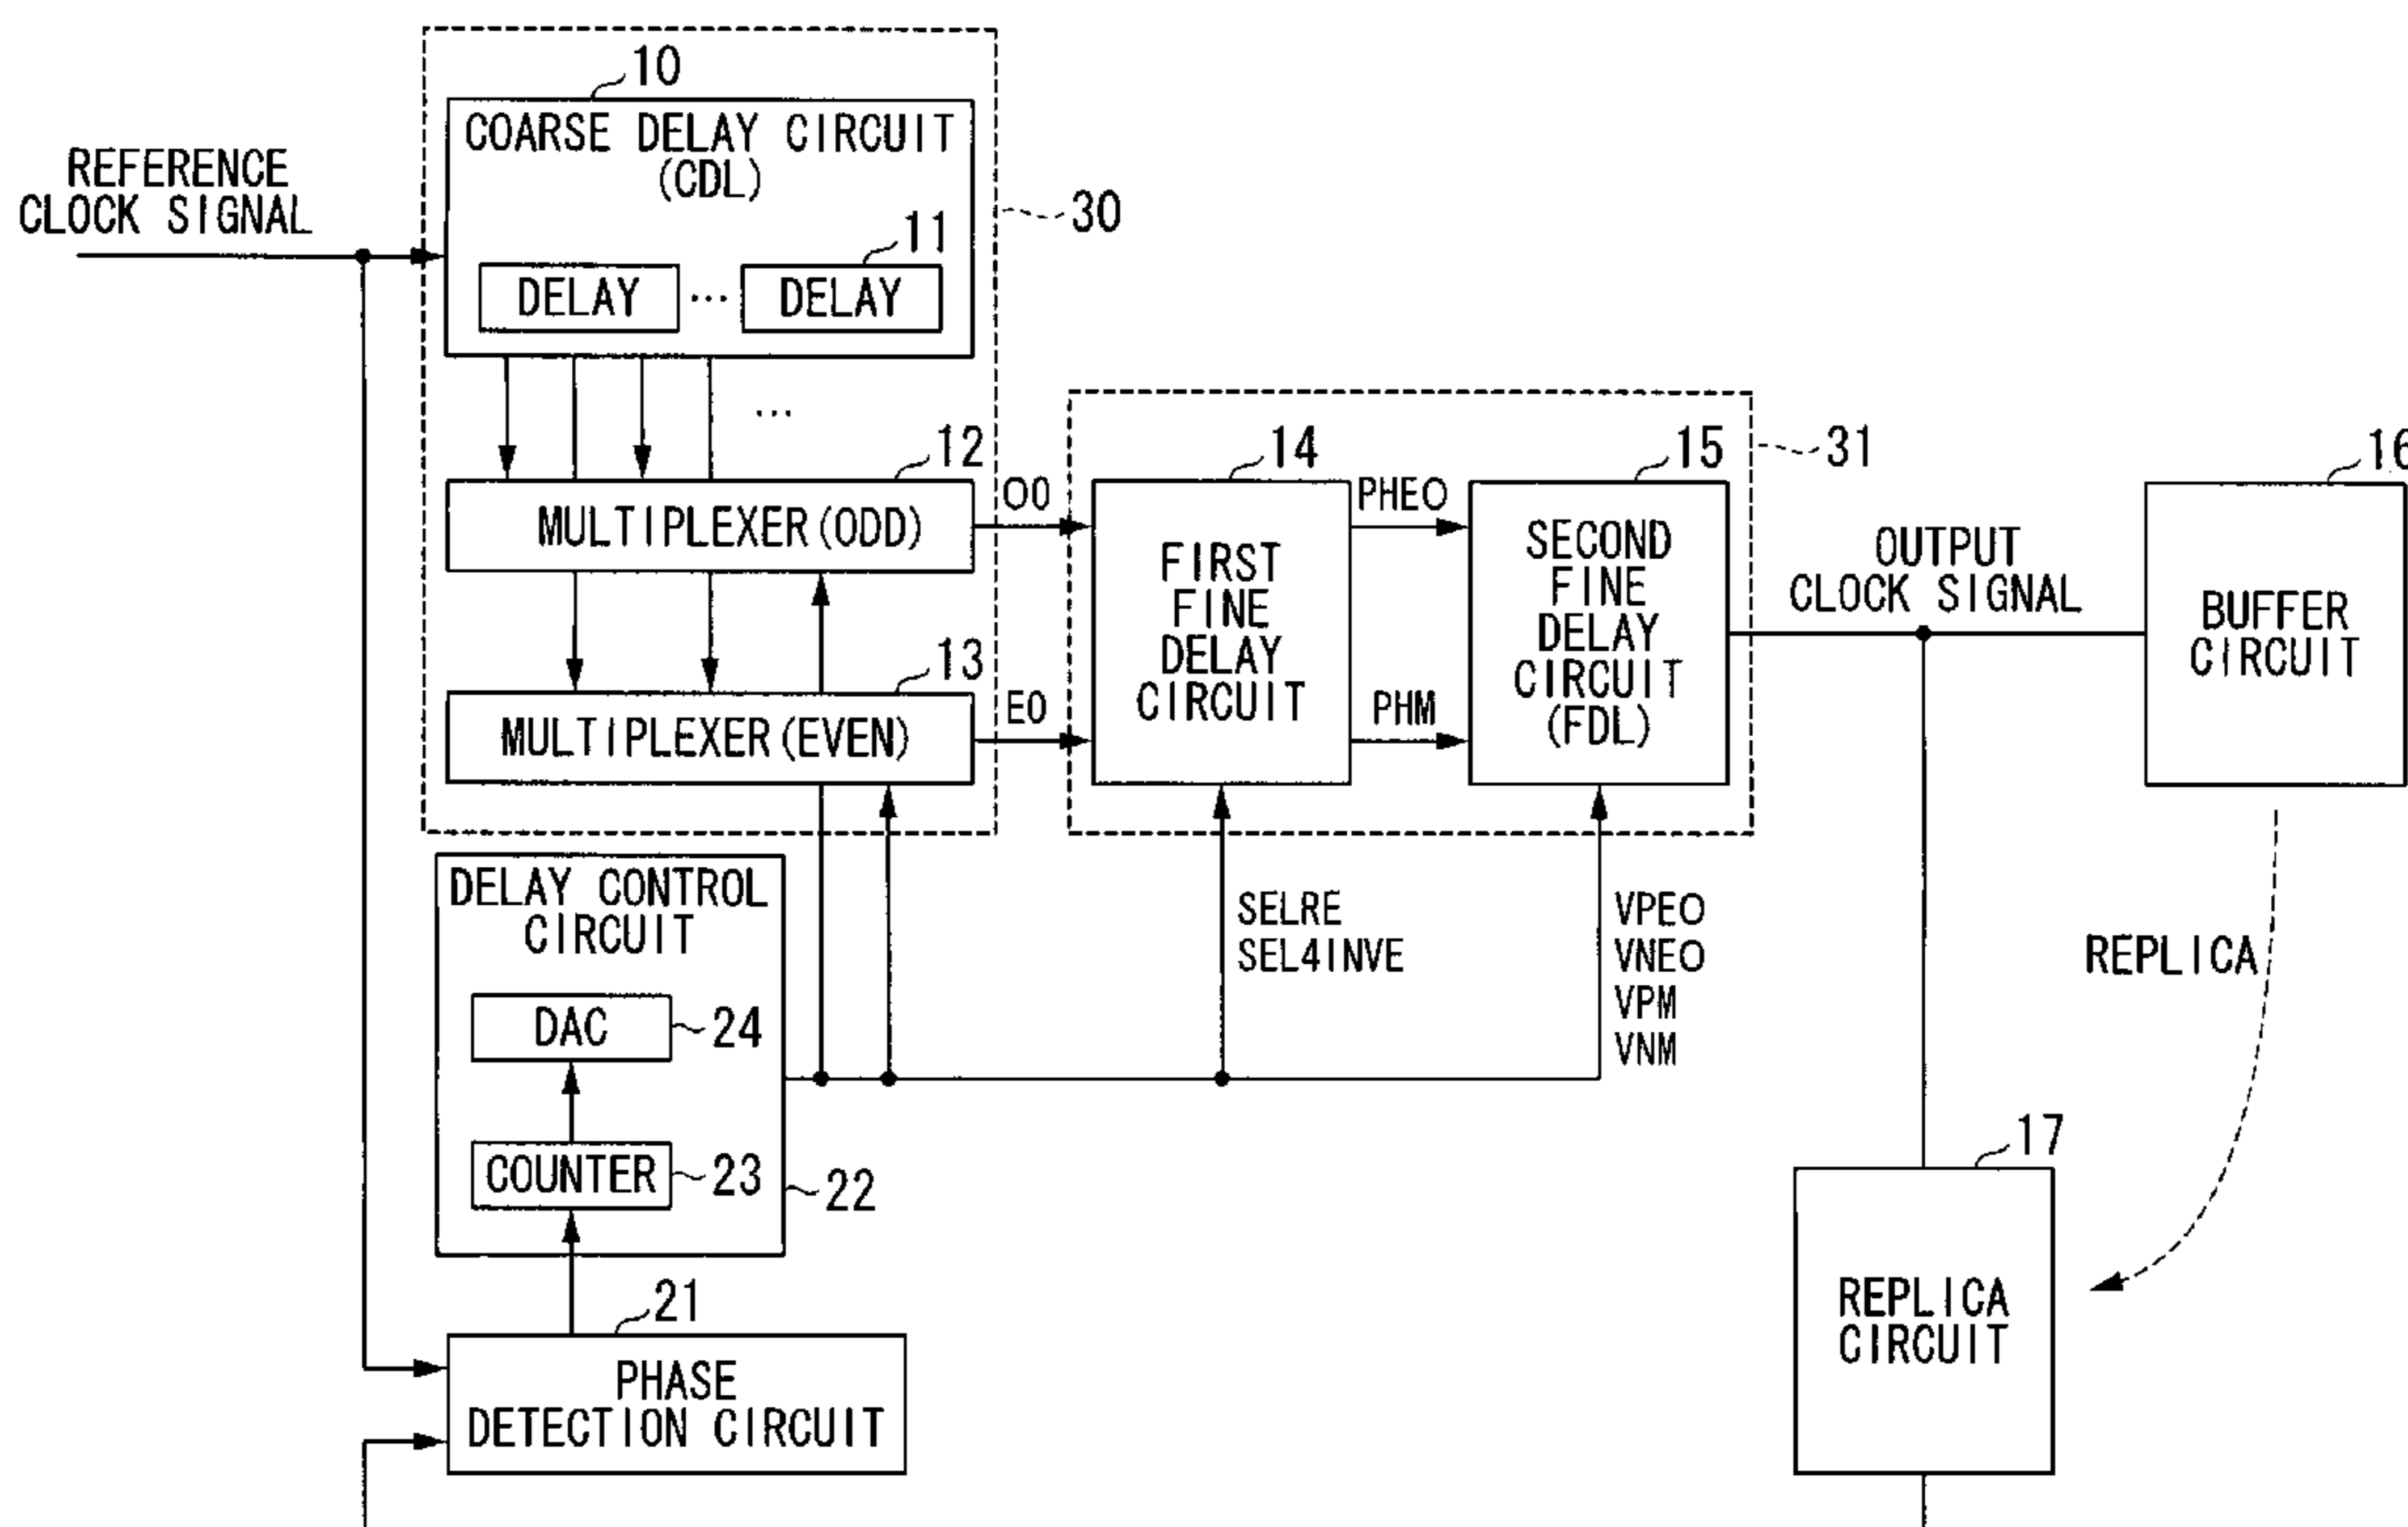 10
COARSE DELAY CIRCUIT
(CDL)
REFERENCE
CLOCK SIGNAL
30
11
DELAY ... DELAY
...
12
MULTIPLEXER(ODD)
OO
14
15
31
16
PHEO
FIRST
FINE
DELAY
CIRCUIT
SECOND
FINE
DELAY
CIRCUIT
(FDL)
OUTPUT
CLOCK SIGNAL
BUFFER
CIRCUIT
13
MULTIPLEXER(EVEN)
EO
PHM
DELAY CONTROL
CIRCUIT
SELRE
SEL4INVE
VPEO
VNEO
VPM
VNM
REPLICA
DAC
24
COUNTER
23
22
17
REPLICA
CIRCUIT
21
PHASE
DETECTION CIRCUIT